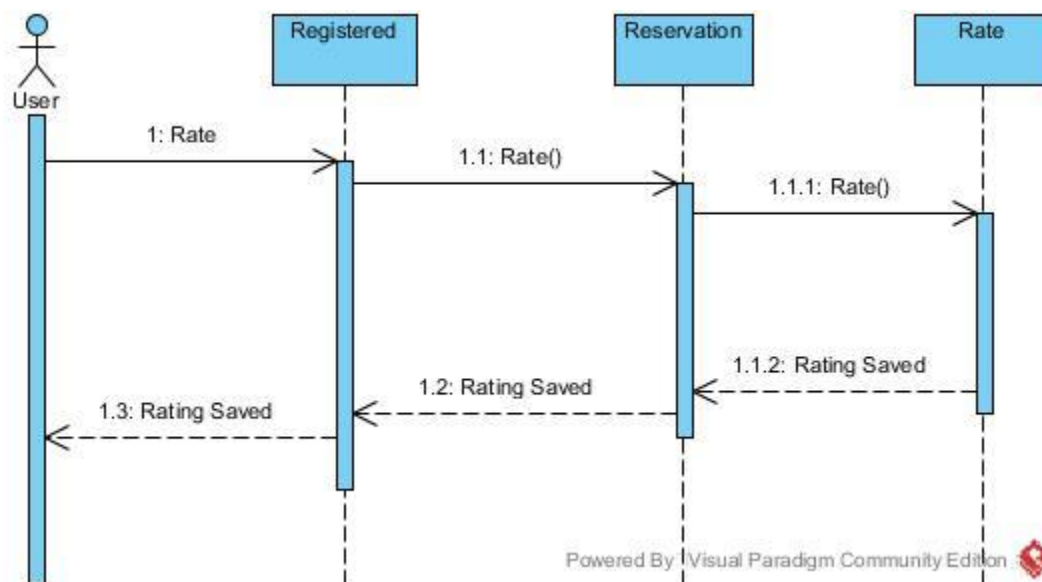 Registered
Reservation
Rate
User
1: Rate
1.1: Rate()
1.1.1: Rate()
1.1.2: Rating Saved
1.2: Rating Saved
1.3: Rating Saved
Powered By Visual Paradigm Community Edition